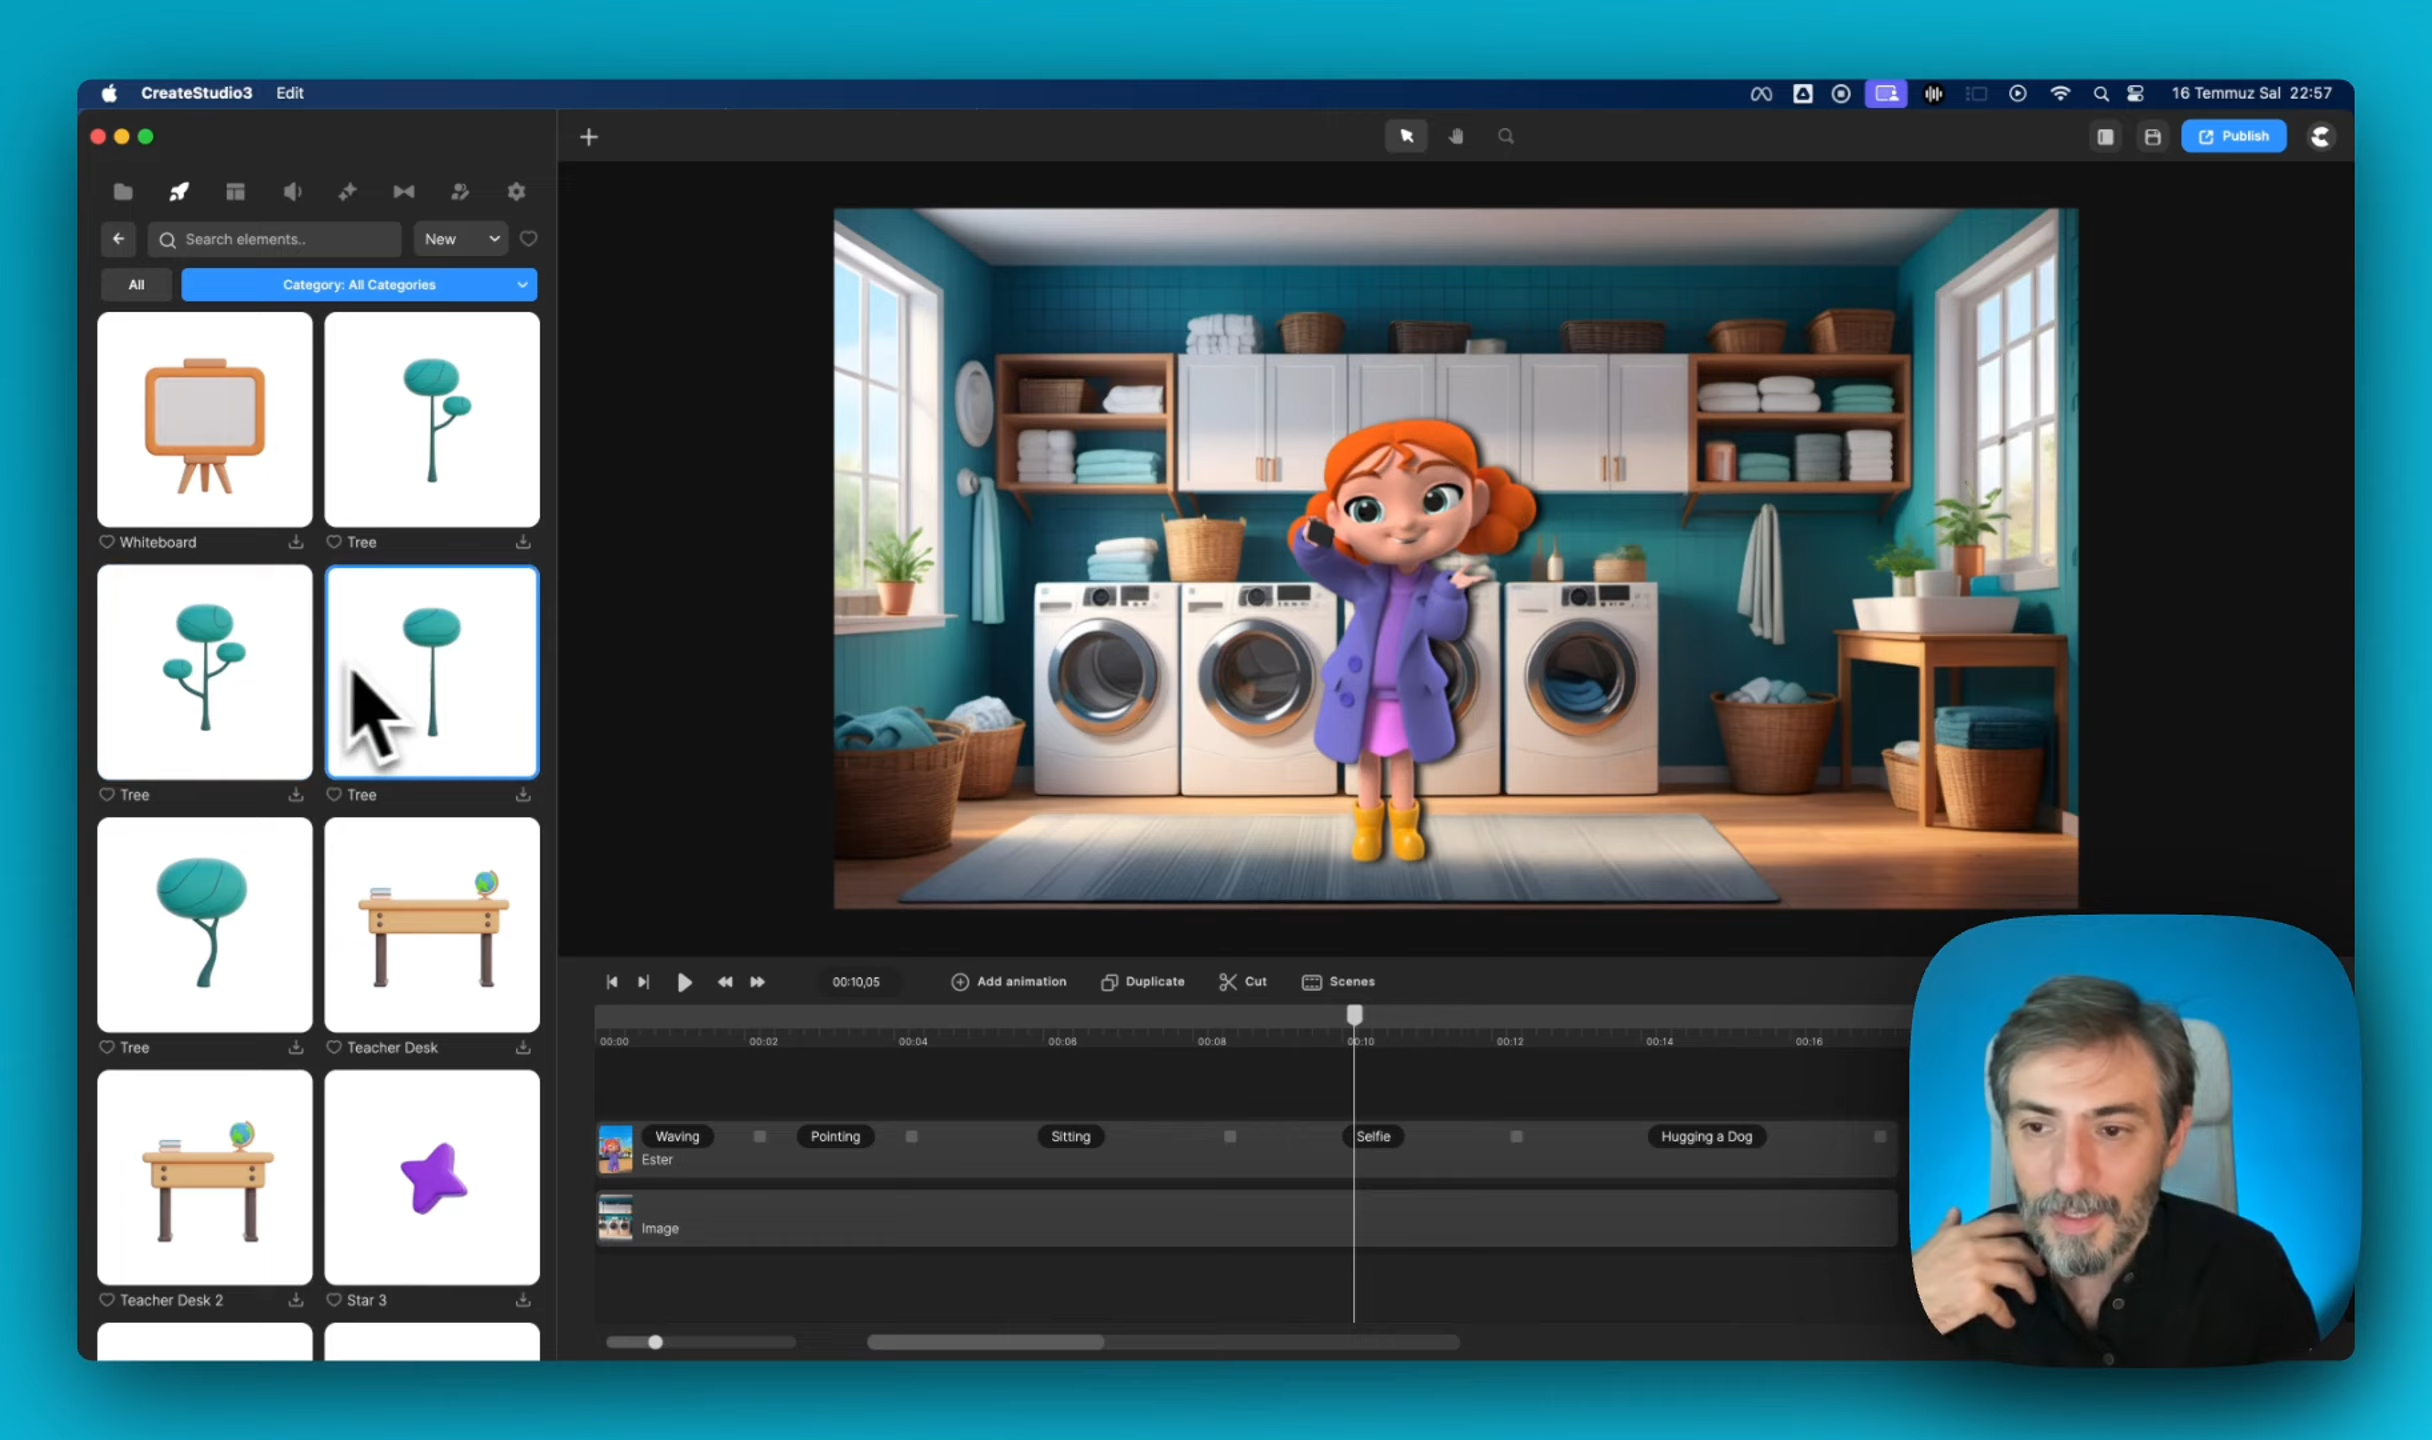 CreateStudio3 Edit
16 Temmuz Sal 22:57
Publish
Search elements..
New
All
Category: All Categories
Whiteboard
Tree
Tree
Tree
Tree
Teacher Desk
Teacher Desk 2
Star 3
00:10,05
Add animation
Duplicate
Cut
Scenes
00:00 00:02 00:04 00:06 00:08 00:10 00:12 00:14 00:16
Waving Pointing Sitting Selfie Hugging a Dog
Ester
Image